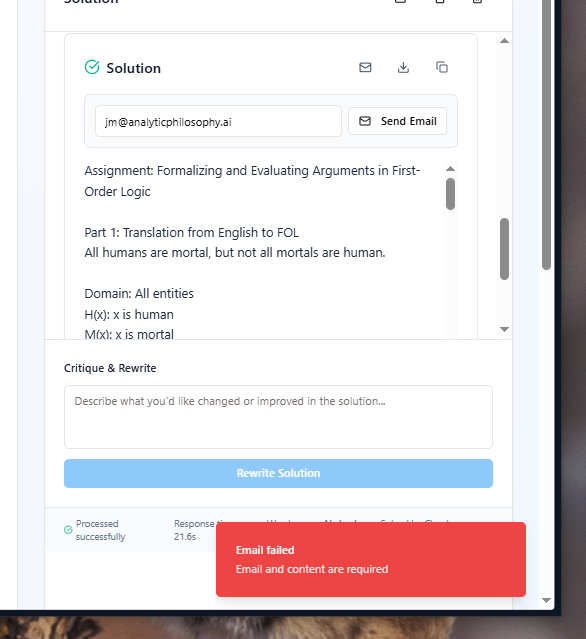 Solution
Solution
jm@analyticphilosophy.ai
Send Email
Assignment: Formalizing and Evaluating Arguments in First-
Order Logic
Part 1: Translation from English to FOL
All humans are mortal, but not all mortals are human.
Domain: All entities
H(x): x is human
M(x): x is mortal
Critique & Rewrite
Describe what you'd like changed or improved in the solution...
Rewrite Solution
Processed
successfully
Response
21.6s
Email failed
Email and content are required